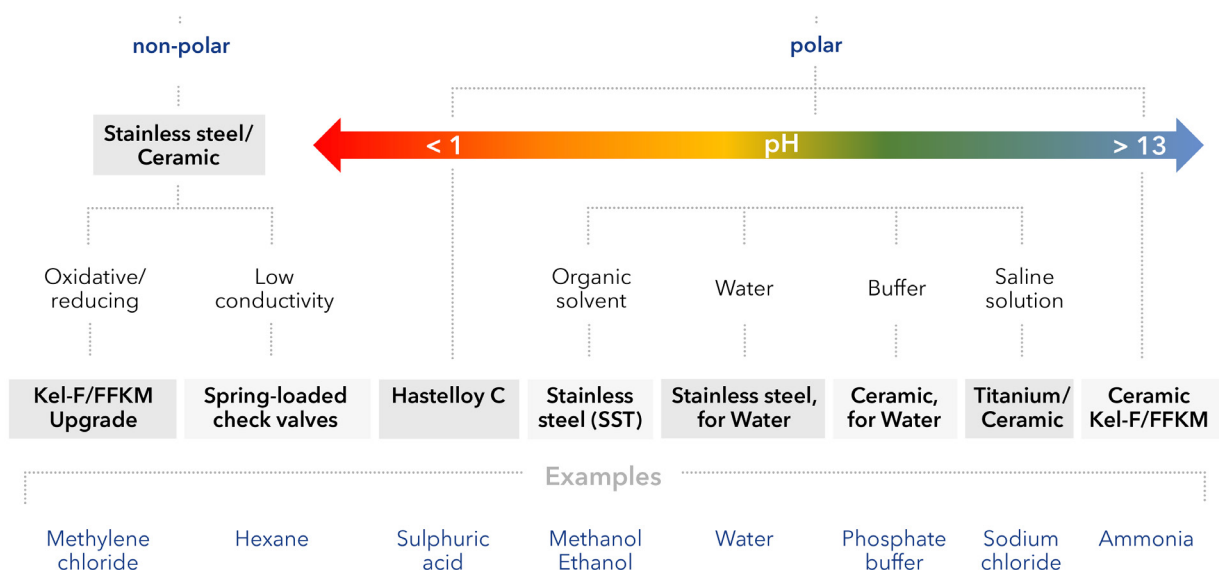 non-polar
polar
Stainless steel/
Ceramic
< 1
pH
> 13
Oxidative/
reducing
Low
conductivity
Organic
solvent
Water
Buffer
Saline
solution
Kel-F/FFKM
Upgrade
Spring-loaded
check valves
Hastelloy C
Stainless
steel (SST)
Stainless steel,
for Water
Ceramic,
for Water
Titanium/
Ceramic
Ceramic
Kel-F/FFKM
Examples
Methylene
chloride
Hexane
Sulphuric
acid
Methanol
Ethanol
Water
Phosphate
buffer
Sodium
chloride
Ammonia